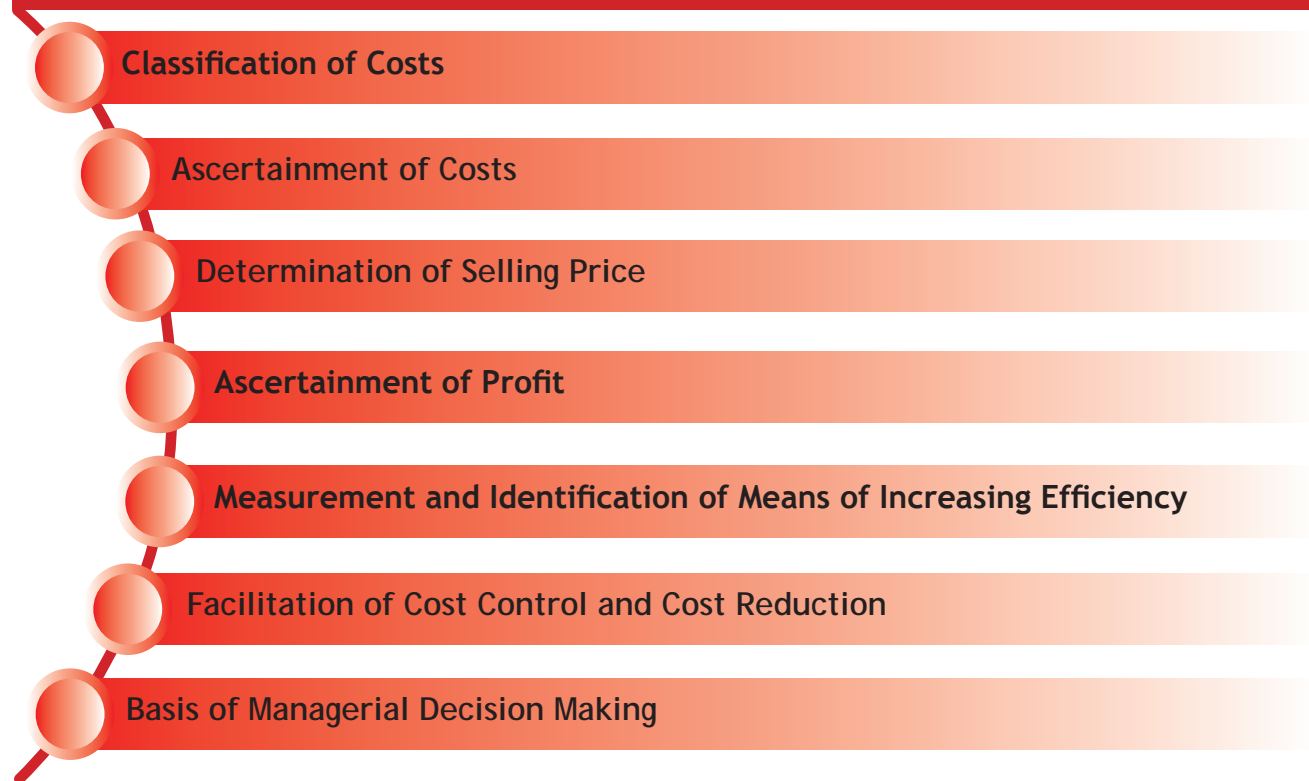 Classification of Costs
Ascertainment of Costs
Determination of Selling Price
Ascertainment of Profit
Measurement and Identification of Means of Increasing Efficiency
Facilitation of Cost Control and Cost Reduction
Basis of Managerial Decision Making